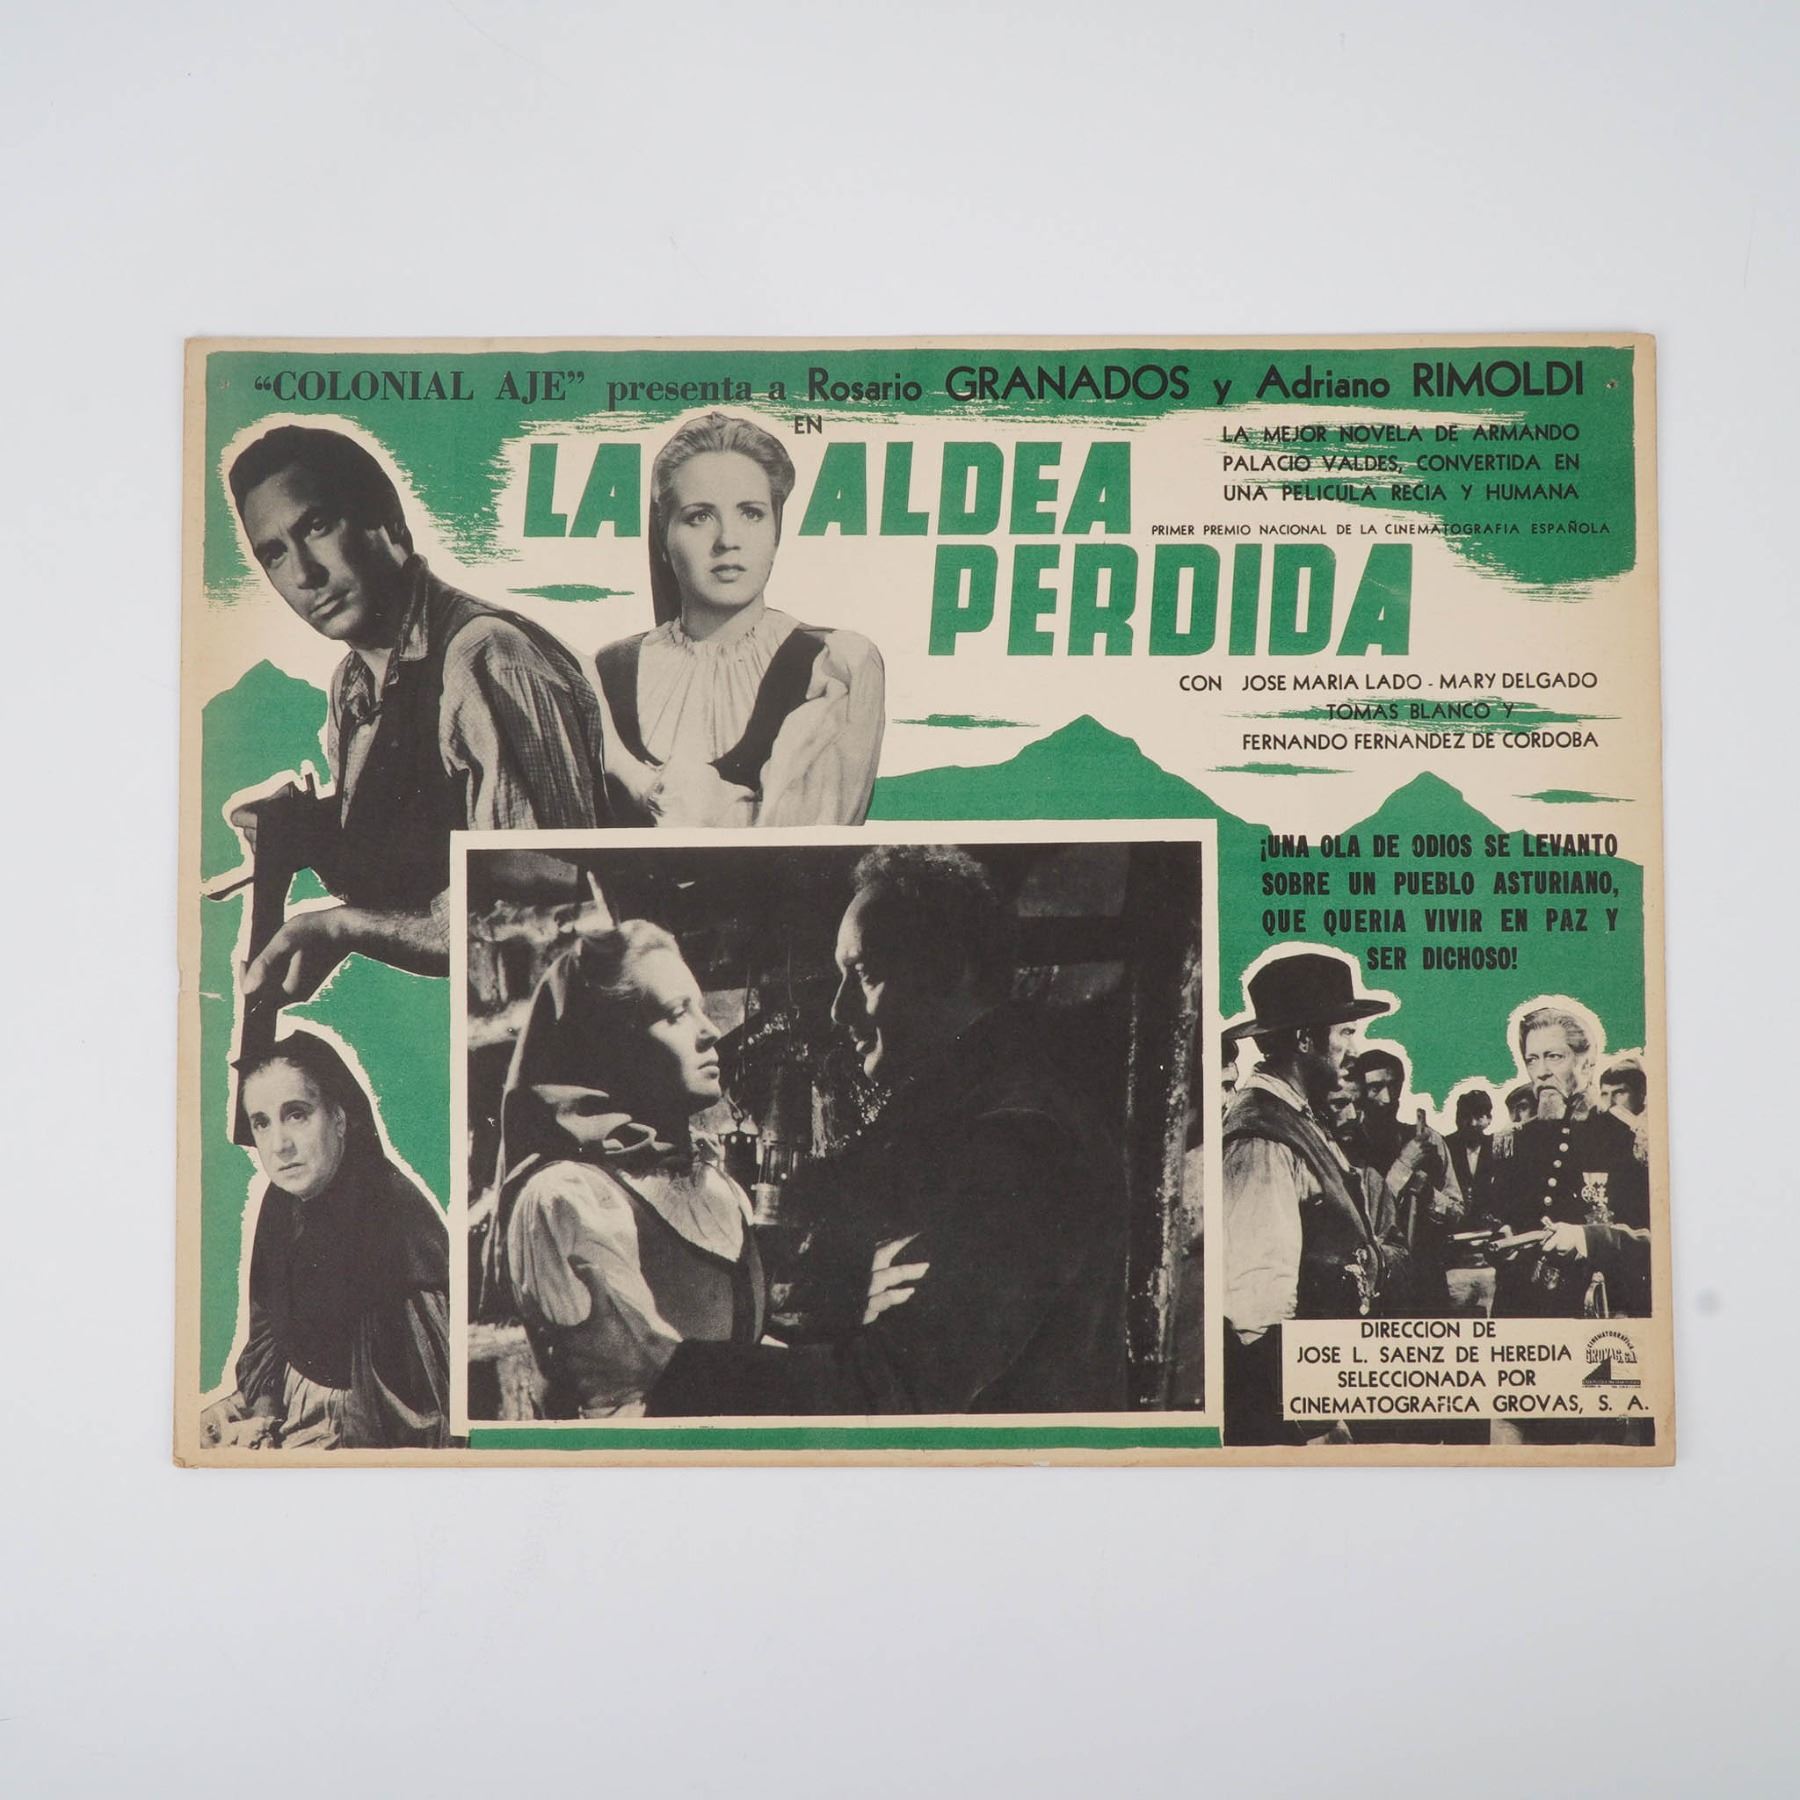 “COLONIAL AJE” presenta a Rosario GRANADOS y Adriano RIMOLDI
EN
LA ALDEA
PERDIDA
LA MEJOR NOVELA DE ARMANDO
PALACIO VALDES, CONVERTIDA EN
UNA PELICULA RECIA Y HUMANA
PRIMER PREMIO NACIONAL DE LA CINEMATOGRAFIA ESPAÑOLA
CON JOSE MARIA LADO - MARY DELGADO
TOMAS BLANCO Y
FERNANDO FERNANDEZ DE CORDOBA
¡UNA OLA DE ODIOS SE LEVANTO
SOBRE UN PUEBLO ASTURIANO,
QUE QUERIA VIVIR EN PAZ Y
SER DICHOSO!
DIRECCION DE
JOSE L. SAENZ DE HEREDIA
SELECCIONADA POR
CINEMATOGRAFICA GROVAS, S. A.
CINEMATOGRAFICA
GROVAS, S.A.